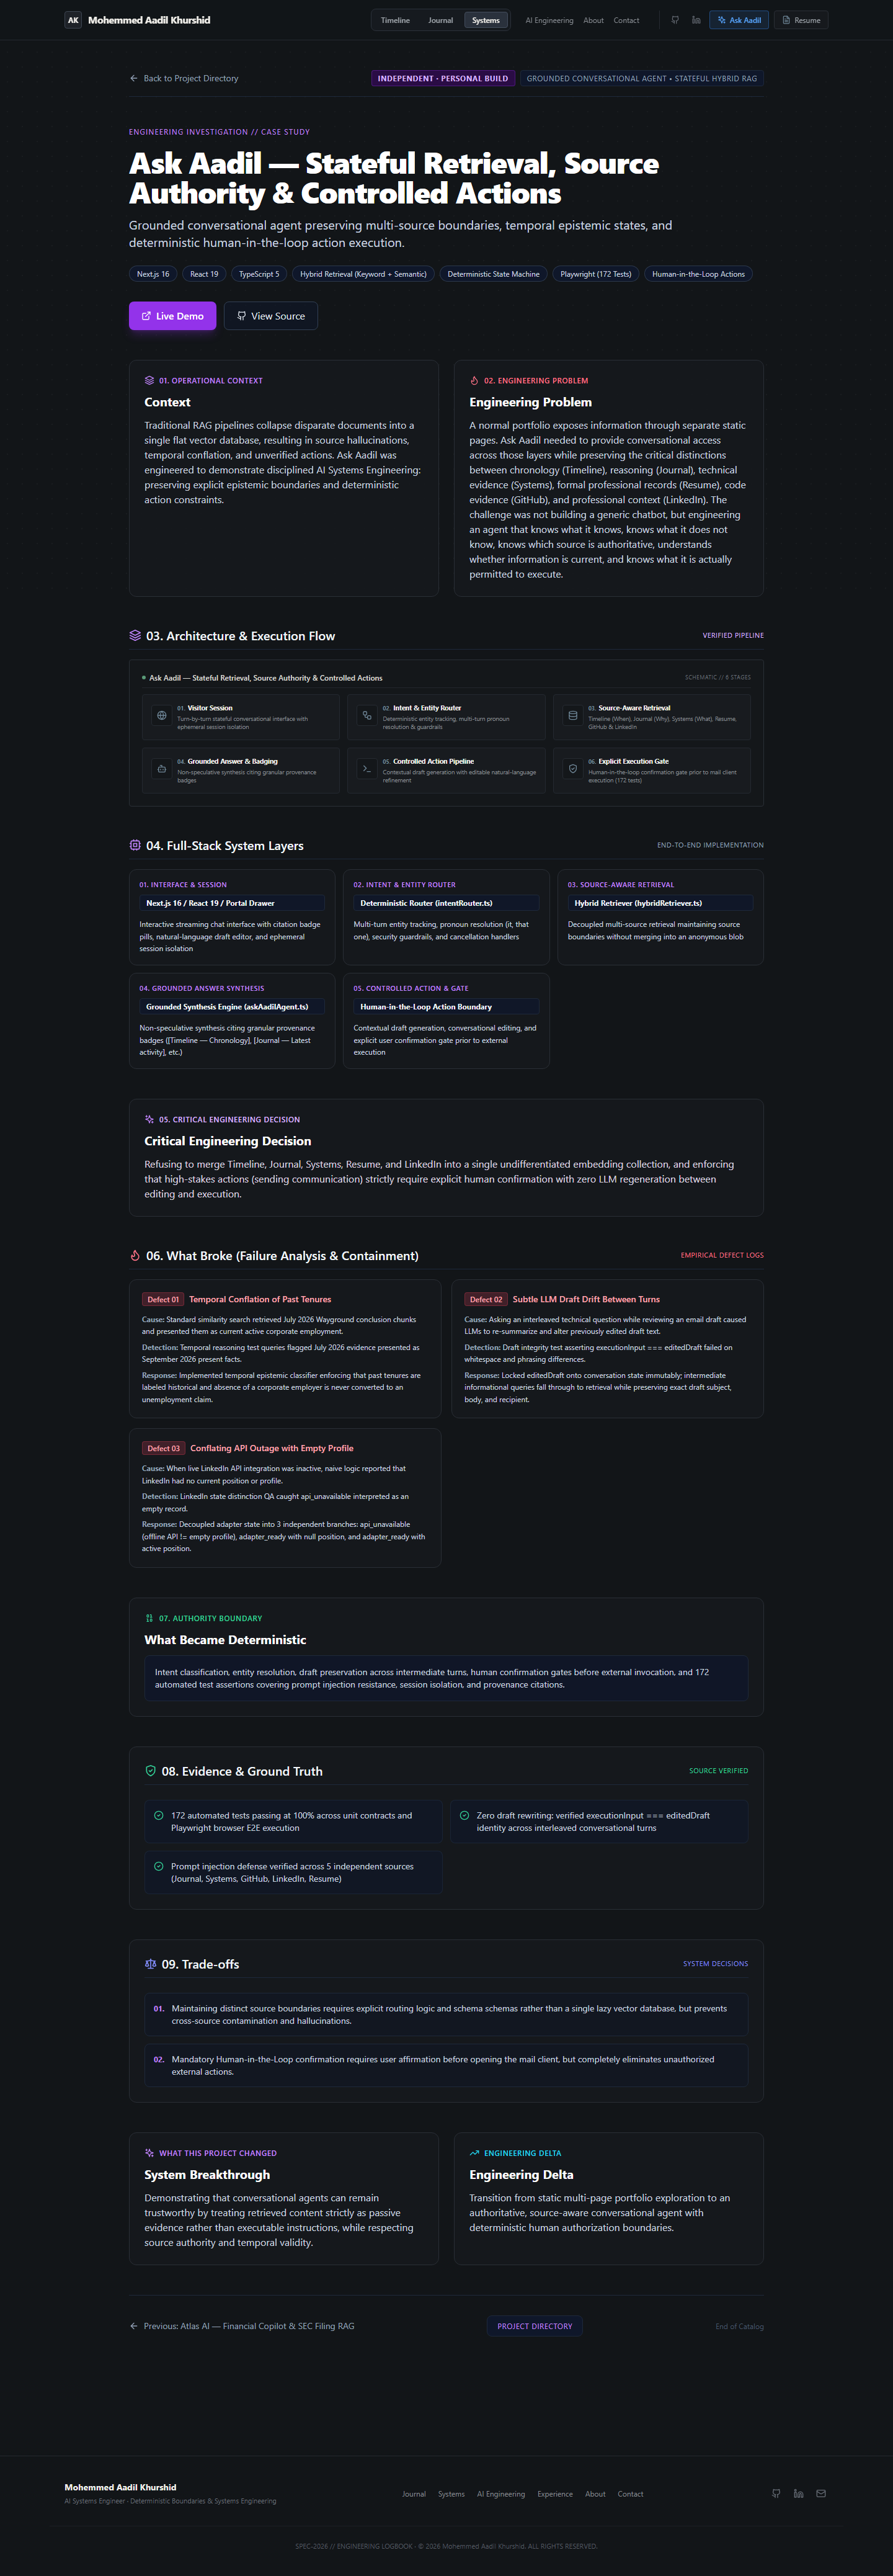 AK Mohemmed Aadil Khurshid
Timeline Journal Systems AI Engineering About Contact Ask Aadil Resume
Back to Project Directory
INDEPENDENT · PERSONAL BUILD
GROUNDED CONVERSATIONAL AGENT • STATEFUL HYBRID RAG
ENGINEERING INVESTIGATION // CASE STUDY
Ask Aadil — Stateful Retrieval, Source
Authority & Controlled Actions
Grounded conversational agent preserving multi-source boundaries, temporal epistemic states, and
deterministic human-in-the-loop action execution.
Next.js 16 React 19 TypeScript 5 Hybrid Retrieval (Keyword + Semantic) Deterministic State Machine Playwright (172 Tests) Human-in-the-Loop Actions
Live Demo View Source
01. OPERATIONAL CONTEXT
Context
Traditional RAG pipelines collapse disparate documents into a
single flat vector database, resulting in source hallucinations,
temporal conflation, and unverified actions. Ask Aadil was
engineered to demonstrate disciplined AI Systems Engineering:
preserving explicit epistemic boundaries and deterministic
action constraints.
02. ENGINEERING PROBLEM
Engineering Problem
A normal portfolio exposes information through separate static
pages. Ask Aadil needed to provide conversational access
across those layers while preserving the critical distinctions
between chronology (Timeline), reasoning (Journal), technical
evidence (Systems), formal professional records (Resume), code
evidence (GitHub), and professional context (LinkedIn). The
challenge was not building a generic chatbot, but engineering
an agent that knows what it knows, knows what it does not
know, knows which source is authoritative, understands
whether information is current, and knows what it is actually
permitted to execute.
03. Architecture & Execution Flow
VERIFIED PIPELINE
Ask Aadil — Stateful Retrieval, Source Authority & Controlled Actions
SCHEMATIC // 6 STAGES
01. Visitor Session
Turn-by-turn stateful conversational interface with
ephemeral session isolation
02. Intent & Entity Router
Deterministic entity tracking, multi-turn pronoun
resolution & guardrails
03. Source-Aware Retrieval
Timeline (When), Journal (Why), Systems (What), Resume,
GitHub & LinkedIn
04. Grounded Answer & Badging
Non-speculative synthesis citing granular provenance
badges
05. Controlled Action Pipeline
Contextual draft generation with editable natural-language
refinement
06. Explicit Execution Gate
Human-in-the-loop confirmation gate prior to mail client
execution (172 tests)
04. Full-Stack System Layers
END-TO-END IMPLEMENTATION
01. INTERFACE & SESSION
Next.js 16 / React 19 / Portal Drawer
Interactive streaming chat interface with citation badge
pills, natural-language draft editor, and ephemeral
session isolation
02. INTENT & ENTITY ROUTER
Deterministic Router (intentRouter.ts)
Multi-turn entity tracking, pronoun resolution (it, that
one), security guardrails, and cancellation handlers
03. SOURCE-AWARE RETRIEVAL
Hybrid Retriever (hybridRetriever.ts)
Decoupled multi-source retrieval maintaining source
boundaries without merging into an anonymous blob
04. GROUNDED ANSWER SYNTHESIS
Grounded Synthesis Engine (askAadilAgent.ts)
Non-speculative synthesis citing granular provenance
badges ([Timeline — Chronology], [Journal — Latest
activity], etc.)
05. CONTROLLED ACTION & GATE
Human-in-the-Loop Action Boundary
Contextual draft generation, conversational editing, and
explicit user confirmation gate prior to external
execution
05. CRITICAL ENGINEERING DECISION
Critical Engineering Decision
Refusing to merge Timeline, Journal, Systems, Resume, and LinkedIn into a single undifferentiated embedding collection, and enforcing
that high-stakes actions (sending communication) strictly require explicit human confirmation with zero LLM regeneration between
editing and execution.
06. What Broke (Failure Analysis & Containment)
EMPIRICAL DEFECT LOGS
Defect 01 Temporal Conflation of Past Tenures
Cause: Standard similarity search retrieved July 2026 Wayground conclusion chunks
and presented them as current active corporate employment.
Detection: Temporal reasoning test queries flagged July 2026 evidence presented as
September 2026 present facts.
Response: Implemented temporal epistemic classifier enforcing that past tenures are
labeled historical and absence of a corporate employer is never converted to an
unemployment claim.
Defect 02 Subtle LLM Draft Drift Between Turns
Cause: Asking an interleaved technical question while reviewing an email draft caused
LLMs to re-summarize and alter previously edited draft text.
Detection: Draft integrity test asserting executionInput === editedDraft failed on
whitespace and phrasing differences.
Response: Locked editedDraft onto conversation state immutably; intermediate
informational queries fall through to retrieval while preserving exact draft subject,
body, and recipient.
Defect 03 Conflating API Outage with Empty Profile
Cause: When live LinkedIn API integration was inactive, naive logic reported that
LinkedIn had no current position or profile.
Detection: LinkedIn state distinction QA caught api_unavailable interpreted as an
empty record.
Response: Decoupled adapter state into 3 independent branches: api_unavailable
(offline API != empty profile), adapter_ready with null position, and adapter_ready with
active position.
07. AUTHORITY BOUNDARY
What Became Deterministic
Intent classification, entity resolution, draft preservation across intermediate turns, human confirmation gates before external invocation, and 172
automated test assertions covering prompt injection resistance, session isolation, and provenance citations.
08. Evidence & Ground Truth
SOURCE VERIFIED
172 automated tests passing at 100% across unit contracts and
Playwright browser E2E execution
Zero draft rewriting: verified executionInput === editedDraft
identity across interleaved conversational turns
Prompt injection defense verified across 5 independent sources
(Journal, Systems, GitHub, LinkedIn, Resume)
09. Trade-offs
SYSTEM DECISIONS
01. Maintaining distinct source boundaries requires explicit routing logic and schema schemas rather than a single lazy vector database, but prevents
cross-source contamination and hallucinations.
02. Mandatory Human-in-the-Loop confirmation requires user affirmation before opening the mail client, but completely eliminates unauthorized
external actions.
WHAT THIS PROJECT CHANGED
System Breakthrough
Demonstrating that conversational agents can remain
trustworthy by treating retrieved content strictly as passive
evidence rather than executable instructions, while respecting
source authority and temporal validity.
ENGINEERING DELTA
Engineering Delta
Transition from static multi-page portfolio exploration to an
authoritative, source-aware conversational agent with
deterministic human authorization boundaries.
Previous: Atlas AI — Financial Copilot & SEC Filing RAG
PROJECT DIRECTORY
End of Catalog
Mohemmed Aadil Khurshid
AI Systems Engineer · Deterministic Boundaries & Systems Engineering
Journal Systems AI Engineering Experience About Contact
SPEC-2026 // ENGINEERING LOGBOOK · © 2026 Mohemmed Aadil Khurshid. ALL RIGHTS RESERVED.